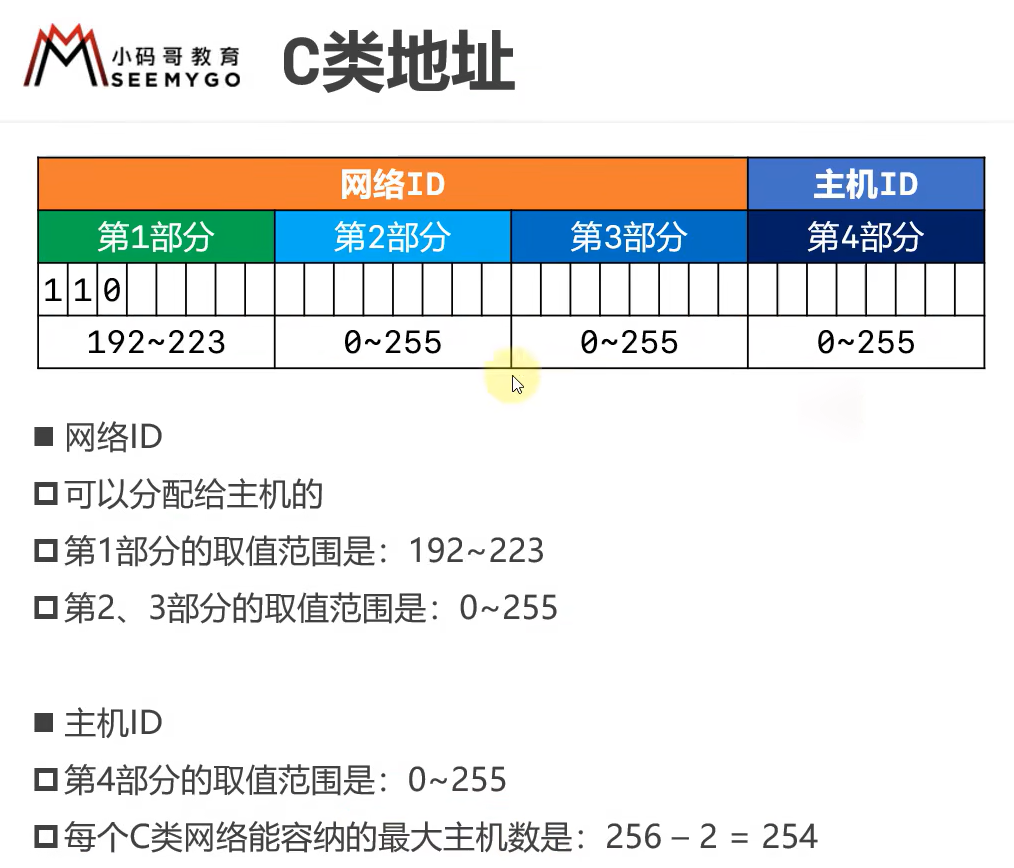 小码哥教育
SEEMYGO
C类地址
网络ID 主机ID
第1部分 第2部分 第3部分 第4部分
1 1 0
192~223 0~255 0~255 0~255
■ 网络ID
可以分配给主机的
第1部分的取值范围是：192~223
第2、3部分的取值范围是：0~255
■ 主机ID
第4部分的取值范围是：0~255
每个C类网络能容纳的最大主机数是：256 – 2 = 254